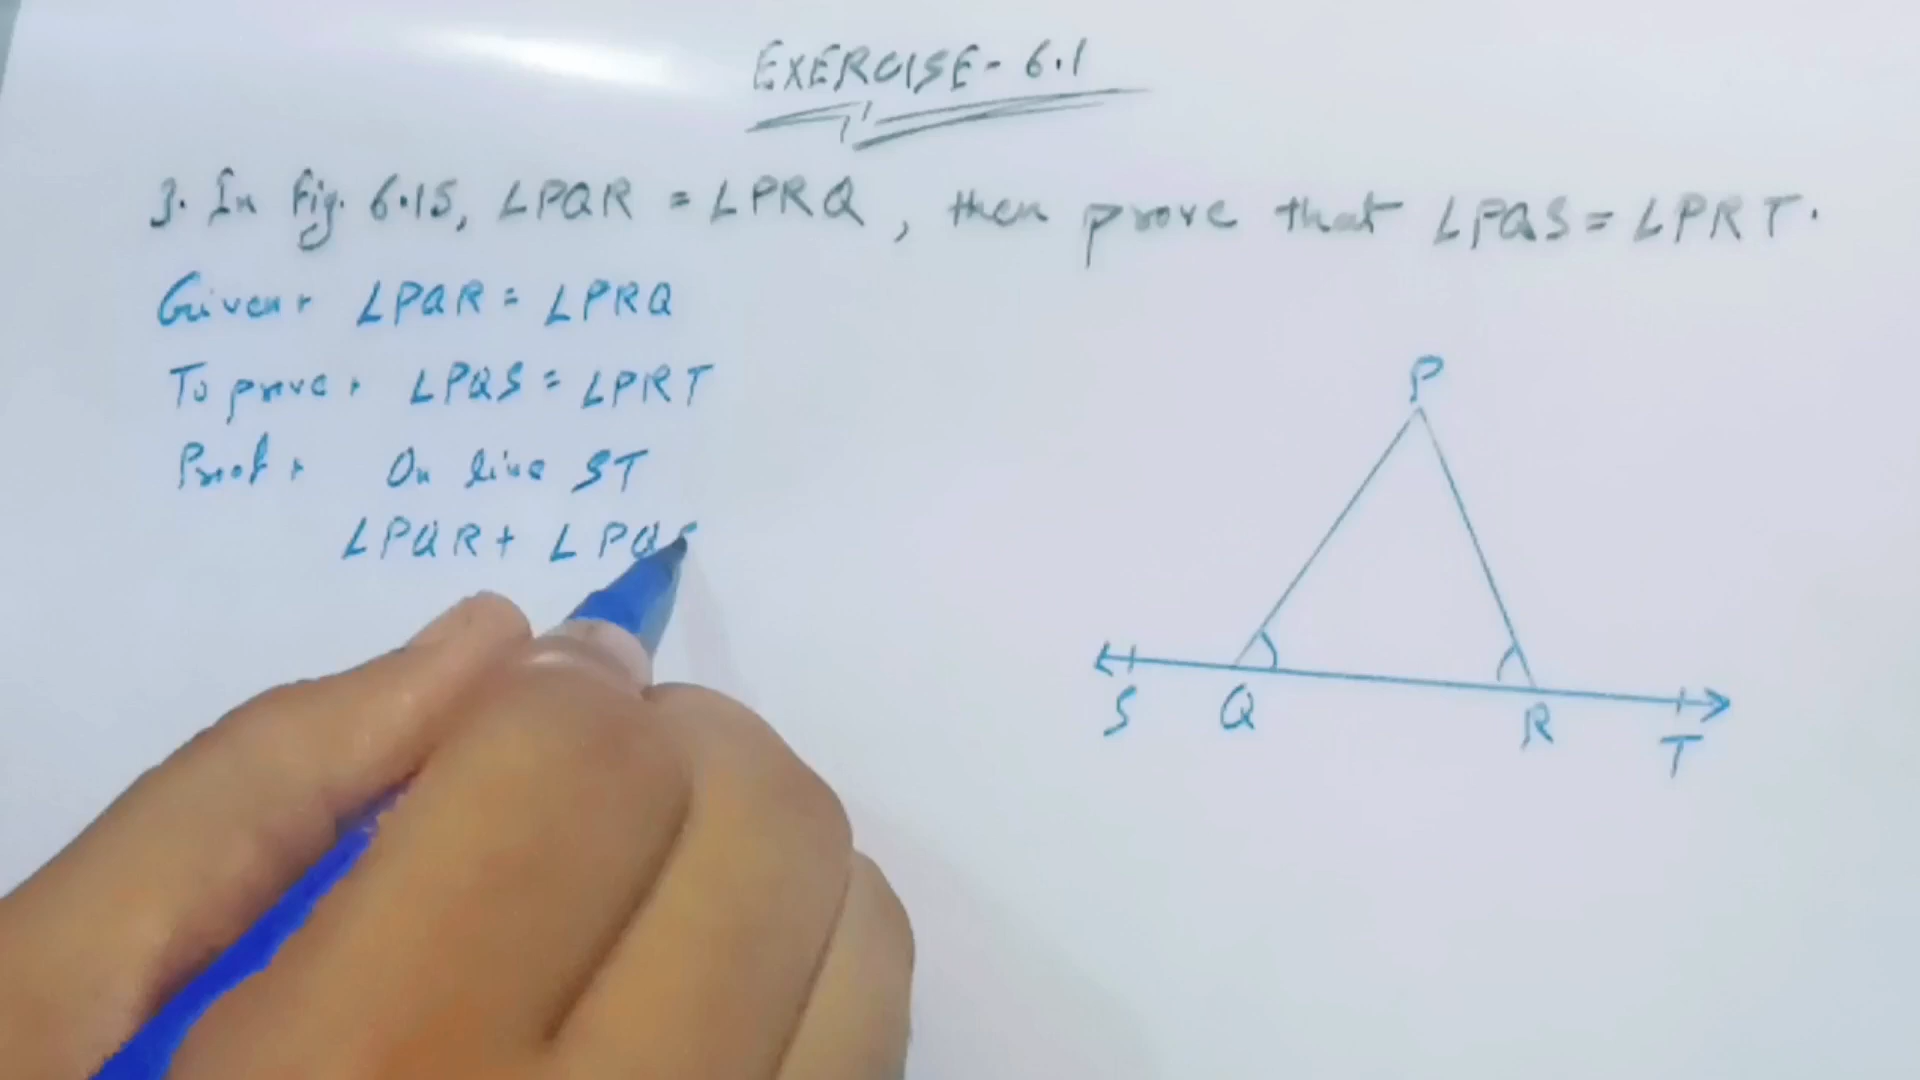 EXERCISE - 6.1
3. In fig. 6.15, ∠PQR = ∠PRQ, then prove that ∠PQS = ∠PRT.
Given: ∠PQR = ∠PRQ
To prove: ∠PQS = ∠PRT
Proof: On line ST
∠PQR + ∠PQS
P
S Q R T